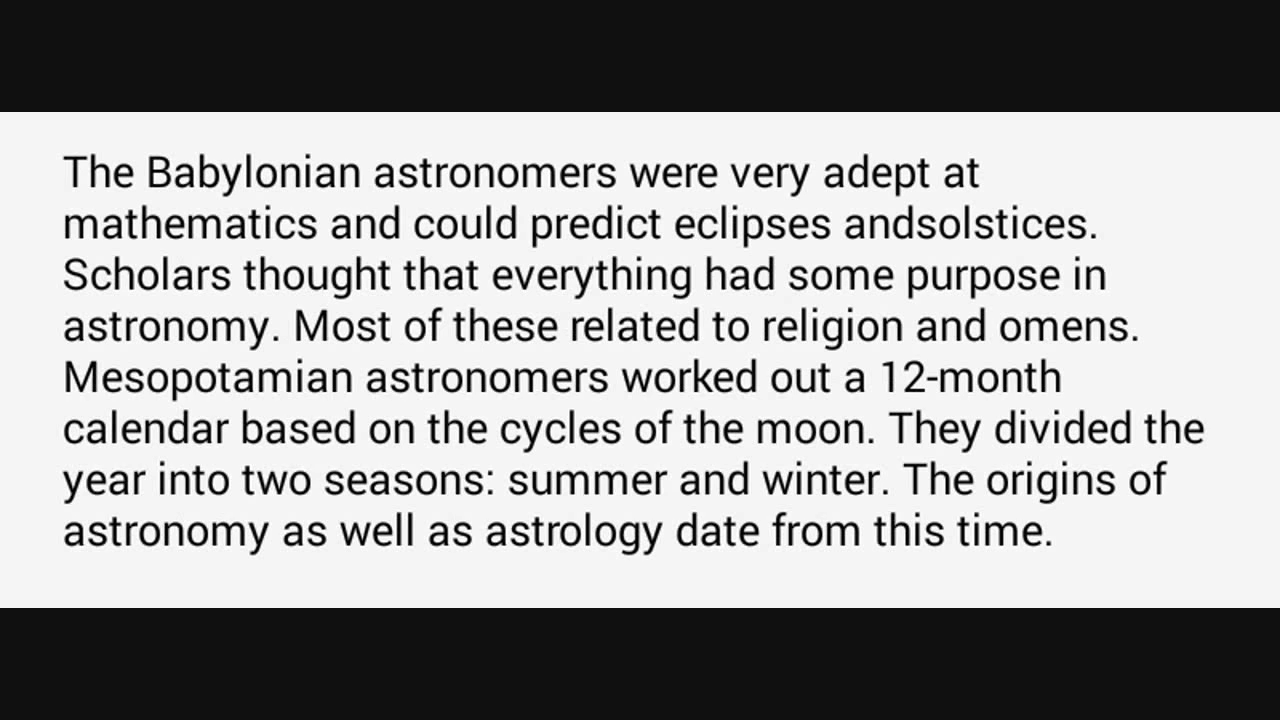 The Babylonian astronomers were very adept at
mathematics and could predict eclipses andsolstices.
Scholars thought that everything had some purpose in
astronomy. Most of these related to religion and omens.
Mesopotamian astronomers worked out a 12-month
calendar based on the cycles of the moon. They divided the
year into two seasons: summer and winter. The origins of
astronomy as well as astrology date from this time.